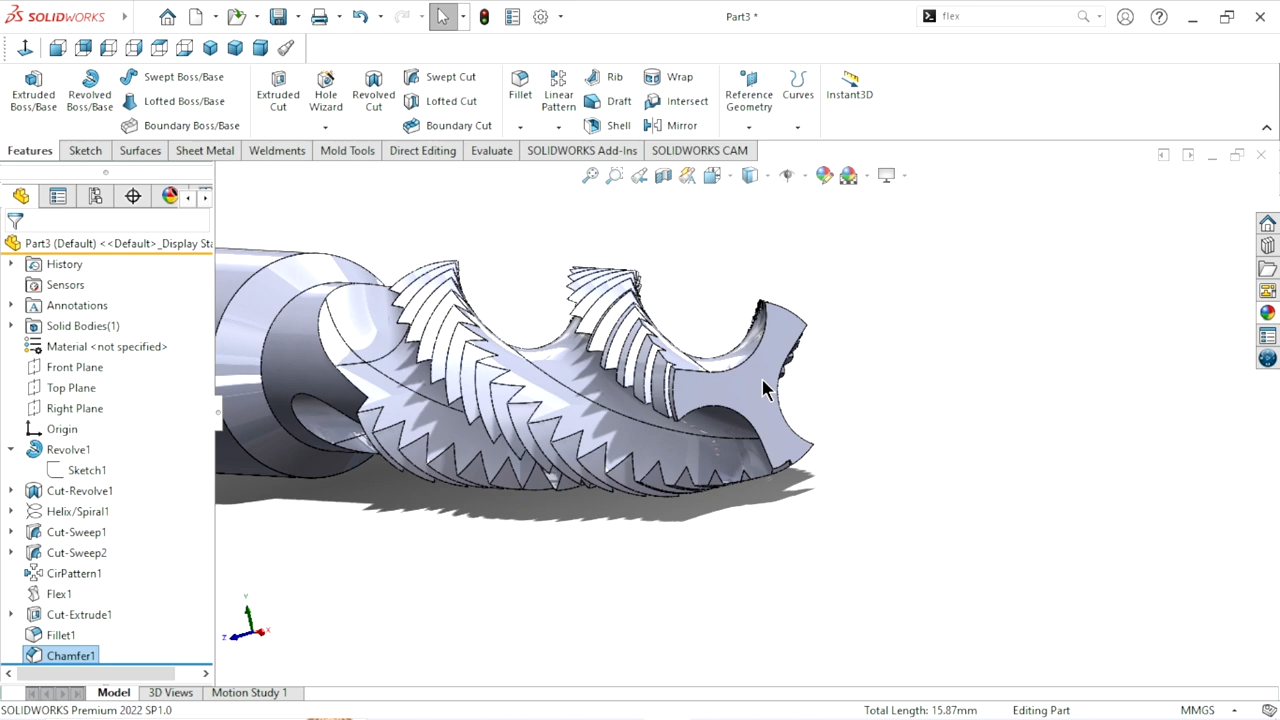 SOLIDWORKS
Part3 *
flex
Extruded Boss/Base
Revolved Boss/Base
Swept Boss/Base
Lofted Boss/Base
Boundary Boss/Base
Extruded Cut
Hole Wizard
Revolved Cut
Swept Cut
Lofted Cut
Boundary Cut
Fillet
Linear Pattern
Rib
Draft
Shell
Wrap
Intersect
Mirror
Reference Geometry
Curves
Instant3D
Features
Sketch
Surfaces
Sheet Metal
Weldments
Mold Tools
Direct Editing
Evaluate
SOLIDWORKS Add-Ins
SOLIDWORKS CAM
Part3 (Default) <<Default>_Display Sta
History
Sensors
Annotations
Solid Bodies(1)
Material <not specified>
Front Plane
Top Plane
Right Plane
Origin
Revolve1
Sketch1
Cut-Revolve1
Helix/Spiral1
Cut-Sweep1
Cut-Sweep2
CirPattern1
Flex1
Cut-Extrude1
Fillet1
Chamfer1
Y
Z
X
Model
3D Views
Motion Study 1
SOLIDWORKS Premium 2022 SP1.0
Total Length: 15.87mm
Editing Part
MMGS